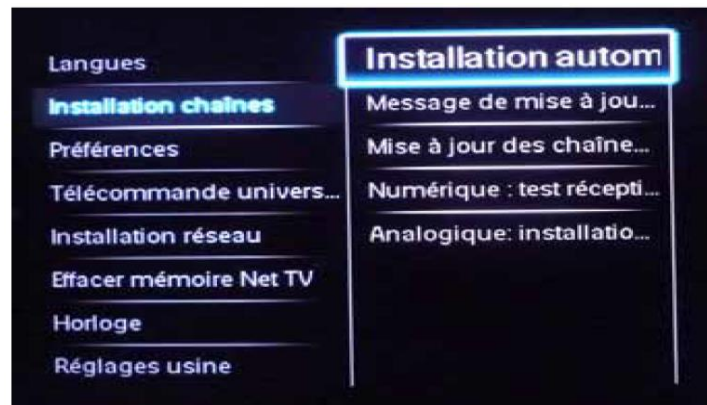 Langues
Installation chaînes
Préférences
Télécommande univers...
Installation réseau
Effacer mémoire Net TV
Horloge
Réglages usine
Installation autom
Message de mise à jou...
Mise à jour des chaîne...
Numérique : test récepti...
Analogique: installatio...